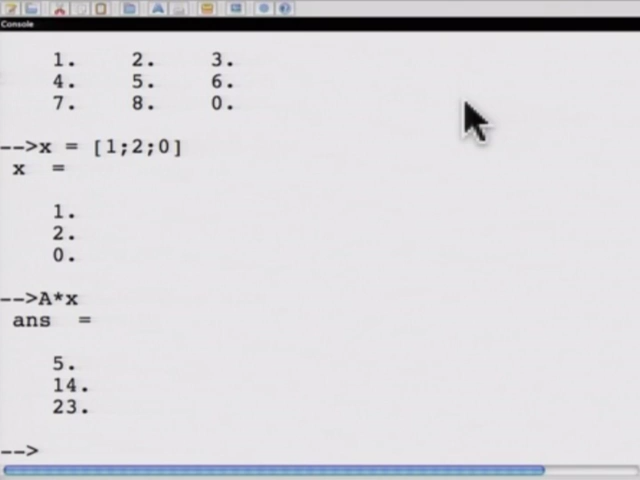 Console
1. 2. 3.
4. 5. 6.
7. 8. 0.
-->x = [1;2;0]
x =
1.
2.
0.
-->A*x
ans =
5.
14.
23.
-->